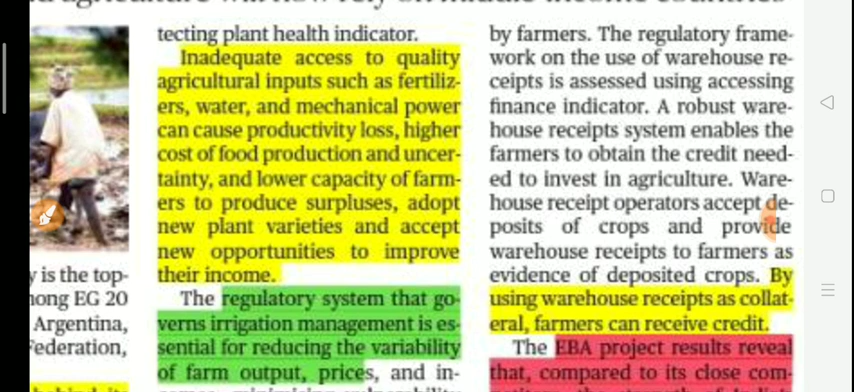 tecting plant health indicator.
Inadequate access to quality
agricultural inputs such as fertiliz-
ers, water, and mechanical power
can cause productivity loss, higher
cost of food production and uncer-
tainty, and lower capacity of farm-
ers to produce surpluses, adopt
new plant varieties and accept
new opportunities to improve
their income.
The regulatory system that go-
verns irrigation management is es-
sential for reducing the variability
of farm output, prices, and in-
by farmers. The regulatory frame-
work on the use of warehouse re-
ceipts is assessed using accessing
finance indicator. A robust ware-
house receipts system enables the
farmers to obtain the credit need-
ed to invest in agriculture. Ware-
house receipt operators accept de-
posits of crops and provide
warehouse receipts to farmers as
evidence of deposited crops. By
using warehouse receipts as collat-
eral, farmers can receive credit.
The EBA project results reveal
that, compared to its close com-
y is the top-
nong EG 20
Argentina,
Federation,